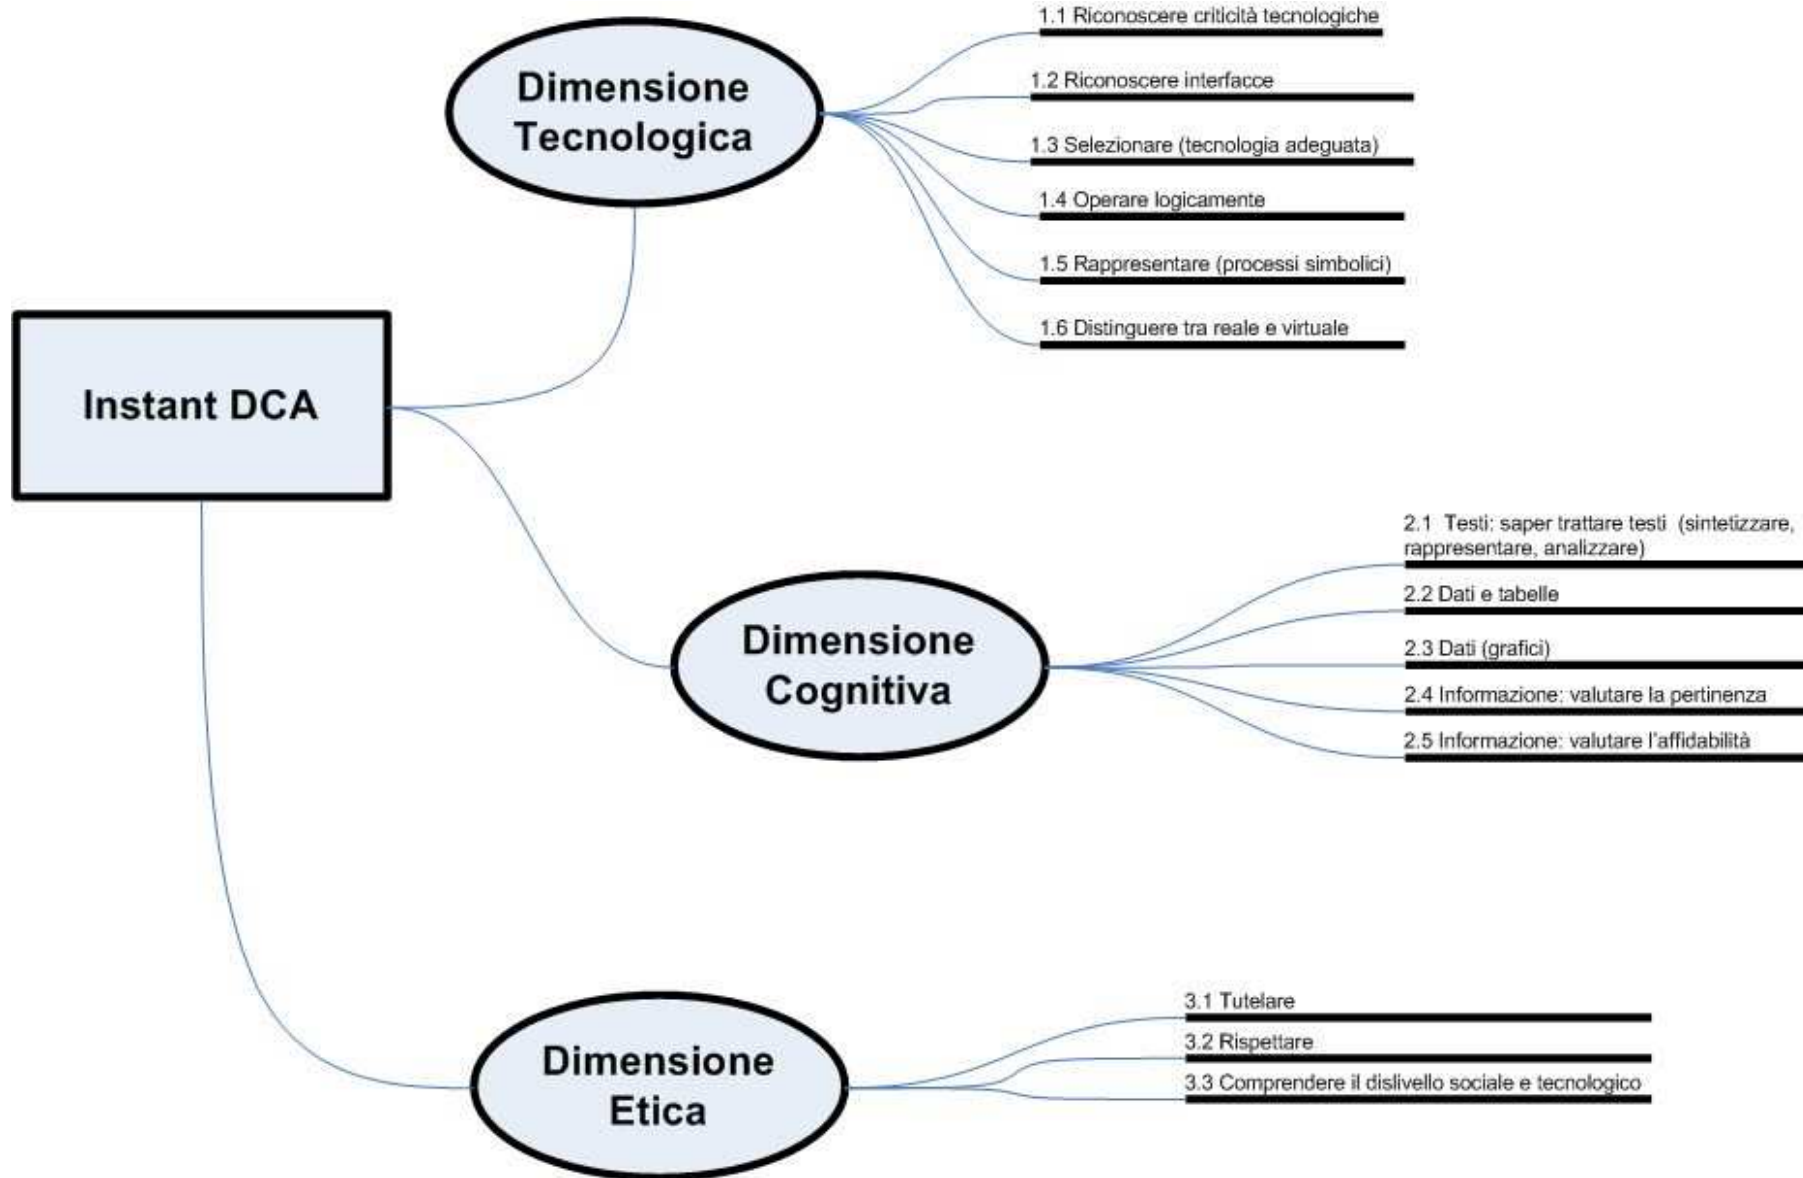 Dimensione
Tecnologica
1.1 Riconoscere criticità tecnologiche
1.2 Riconoscere interfacce
1.3 Selezionare (tecnologia adeguata)
1.4 Operare logicamente
1.5 Rappresentare (processi simbolici)
1.6 Distinguere tra reale e virtuale
Instant DCA
Dimensione
Cognitiva
2.1 Testi: saper trattare testi (sintetizzare,
rappresentare, analizzare)
2.2 Dati e tabelle
2.3 Dati (grafici)
2.4 Informazione: valutare la pertinenza
2.5 Informazione: valutare l'affidabilità
Dimensione
Etica
3.1 Tutelare
3.2 Rispettare
3.3 Comprendere il dislivello sociale e tecnologico